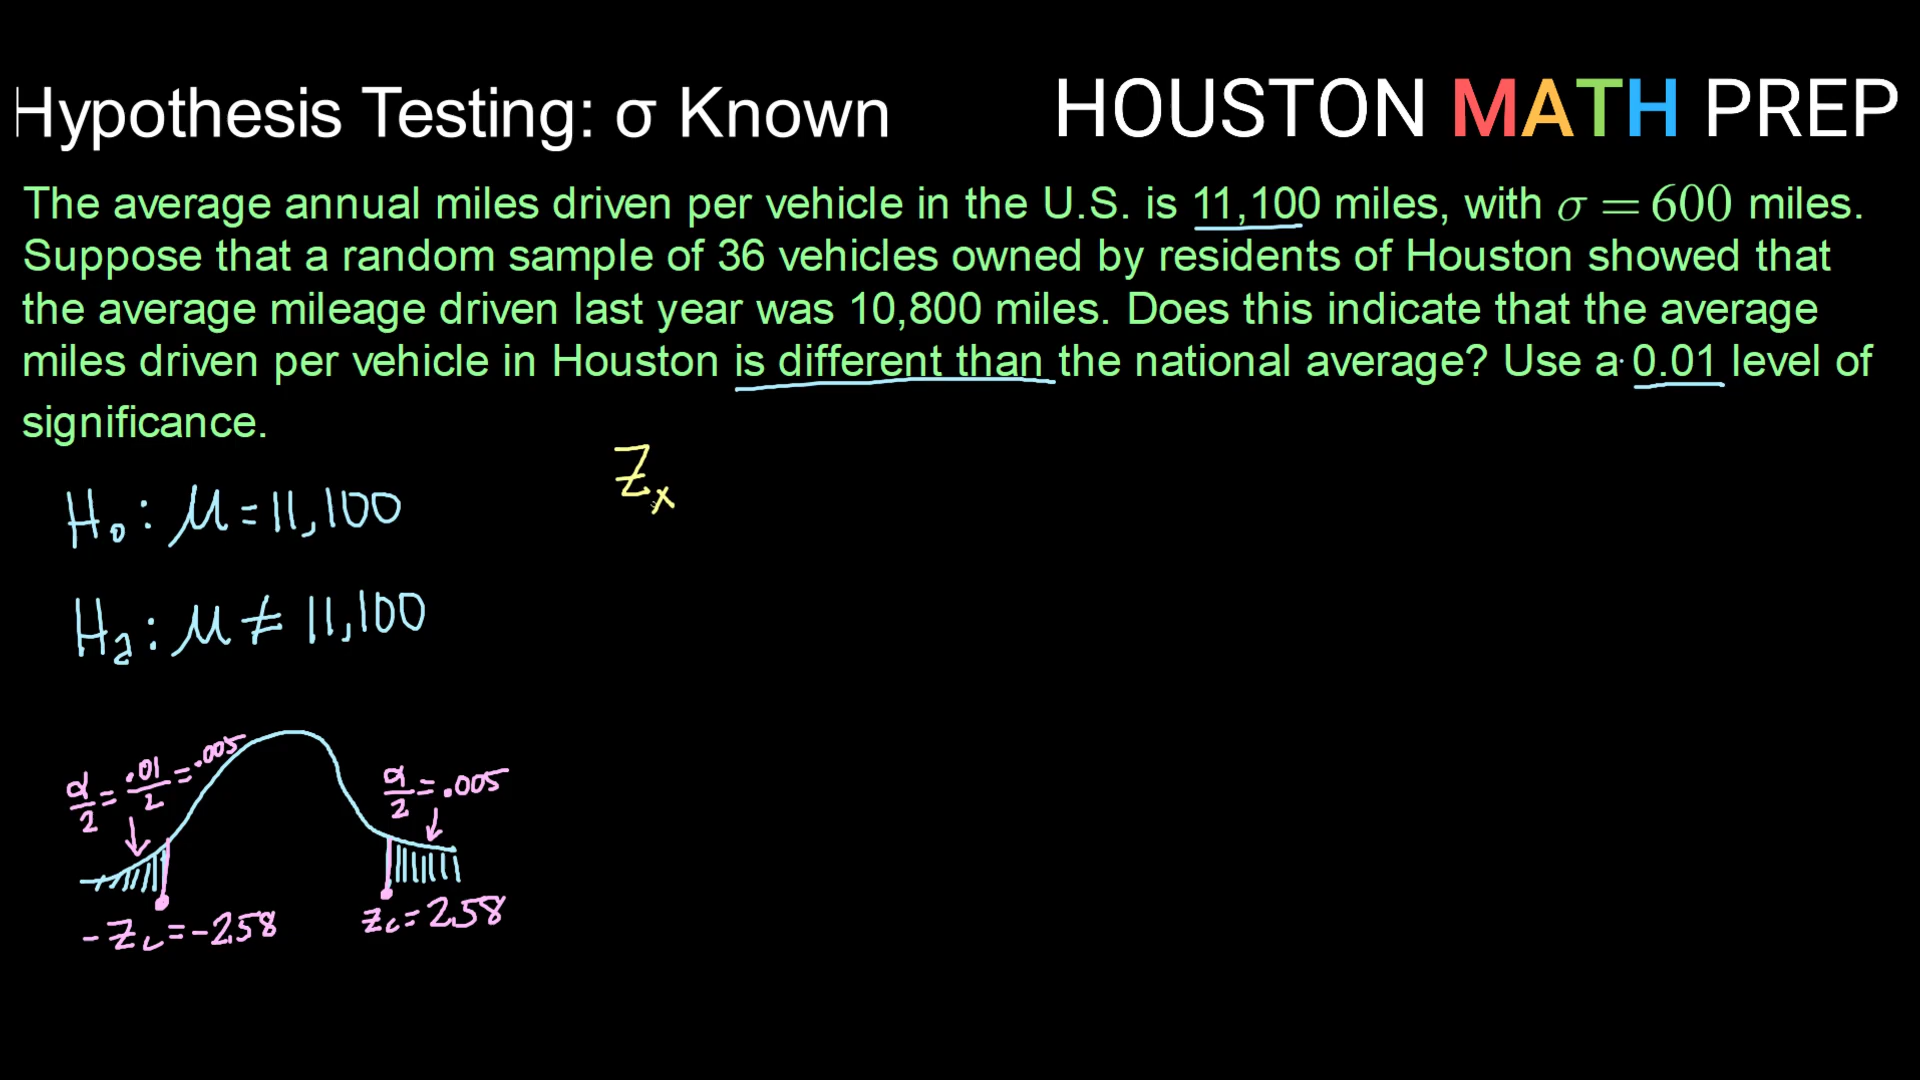 Hypothesis Testing: σ Known
HOUSTON MATH PREP
The average annual miles driven per vehicle in the U.S. is 11,100 miles, with σ = 600 miles.
Suppose that a random sample of 36 vehicles owned by residents of Houston showed that
the average mileage driven last year was 10,800 miles. Does this indicate that the average
miles driven per vehicle in Houston is different than the national average? Use a 0.01 level of
significance.
Zx
H₀: μ = 11,100
Hₐ: μ ≠ 11,100
α/2 = .01/2 = .005
α/2 = .005
-Zc = -2.58
Zc = 2.58